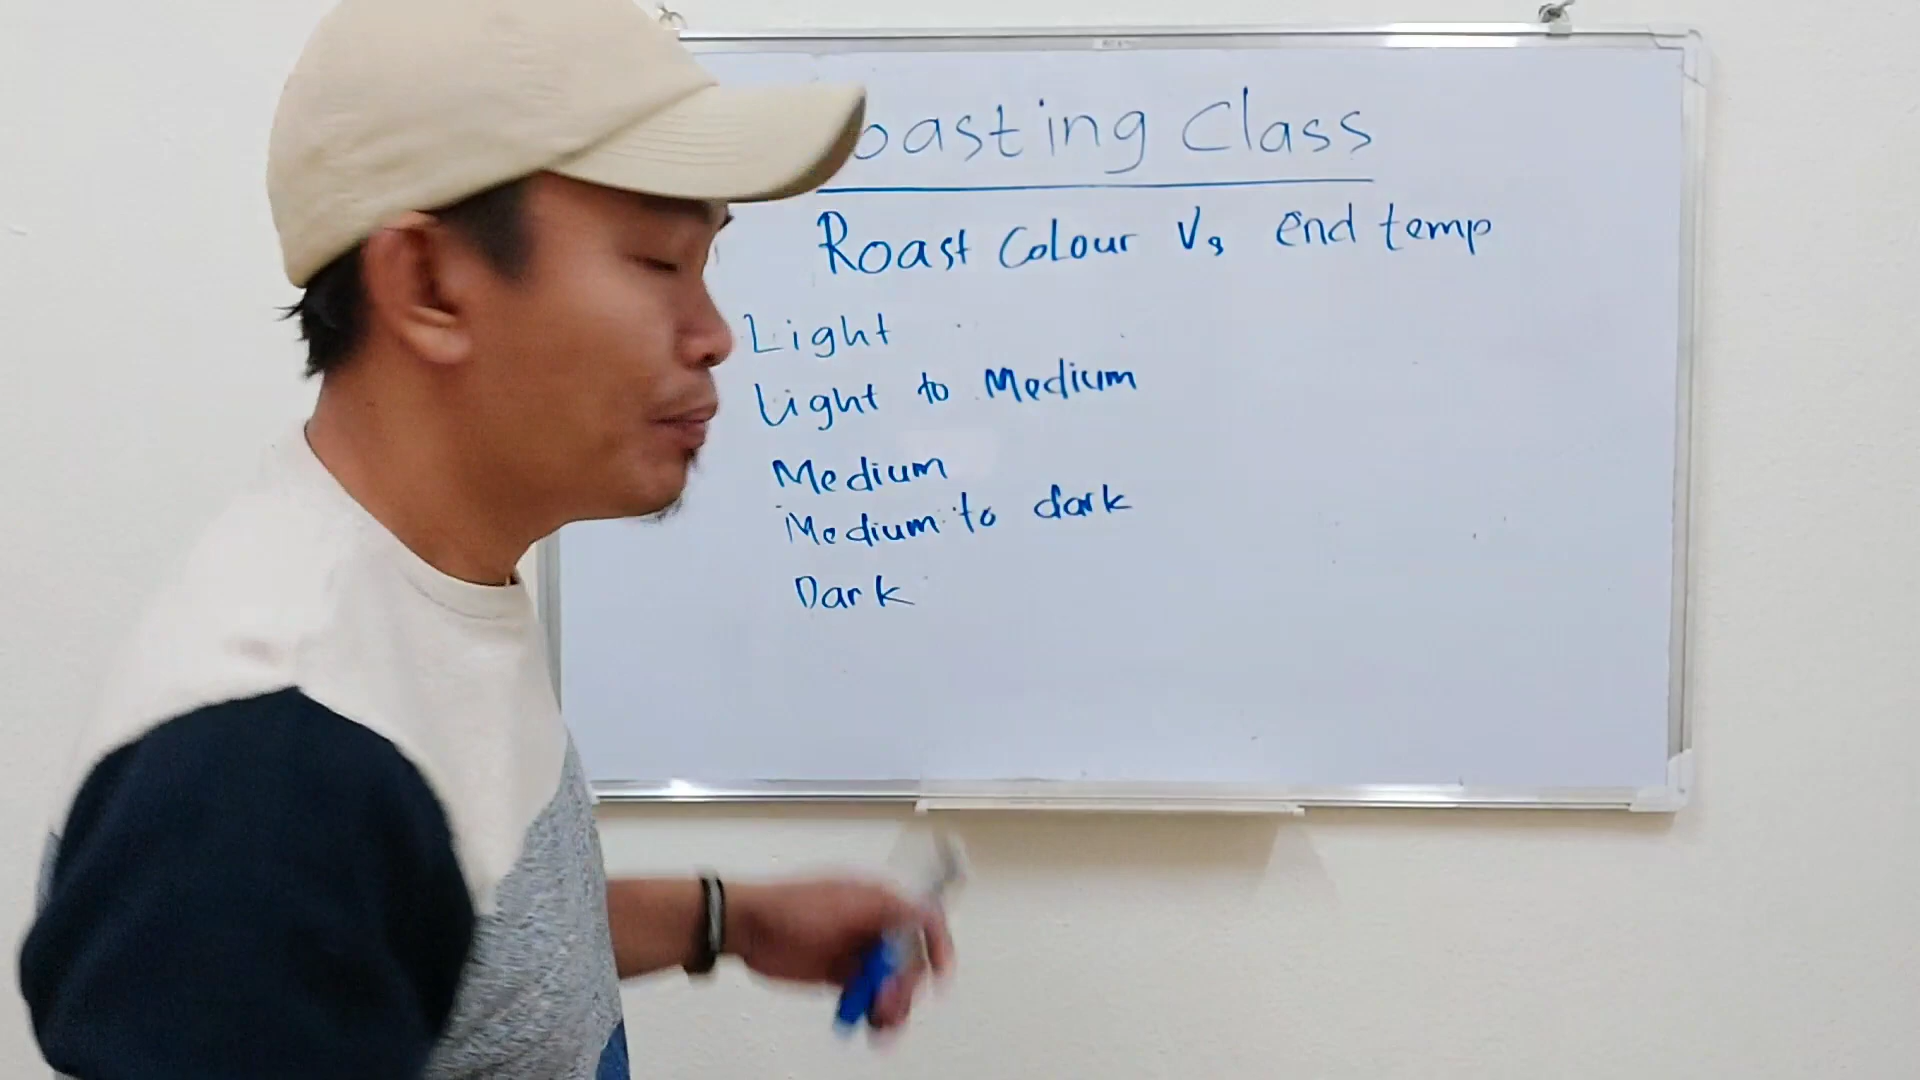 oasting Class
Roast Colour Vs end temp
Light
Light to Medium
Medium
Medium to dark
Dark